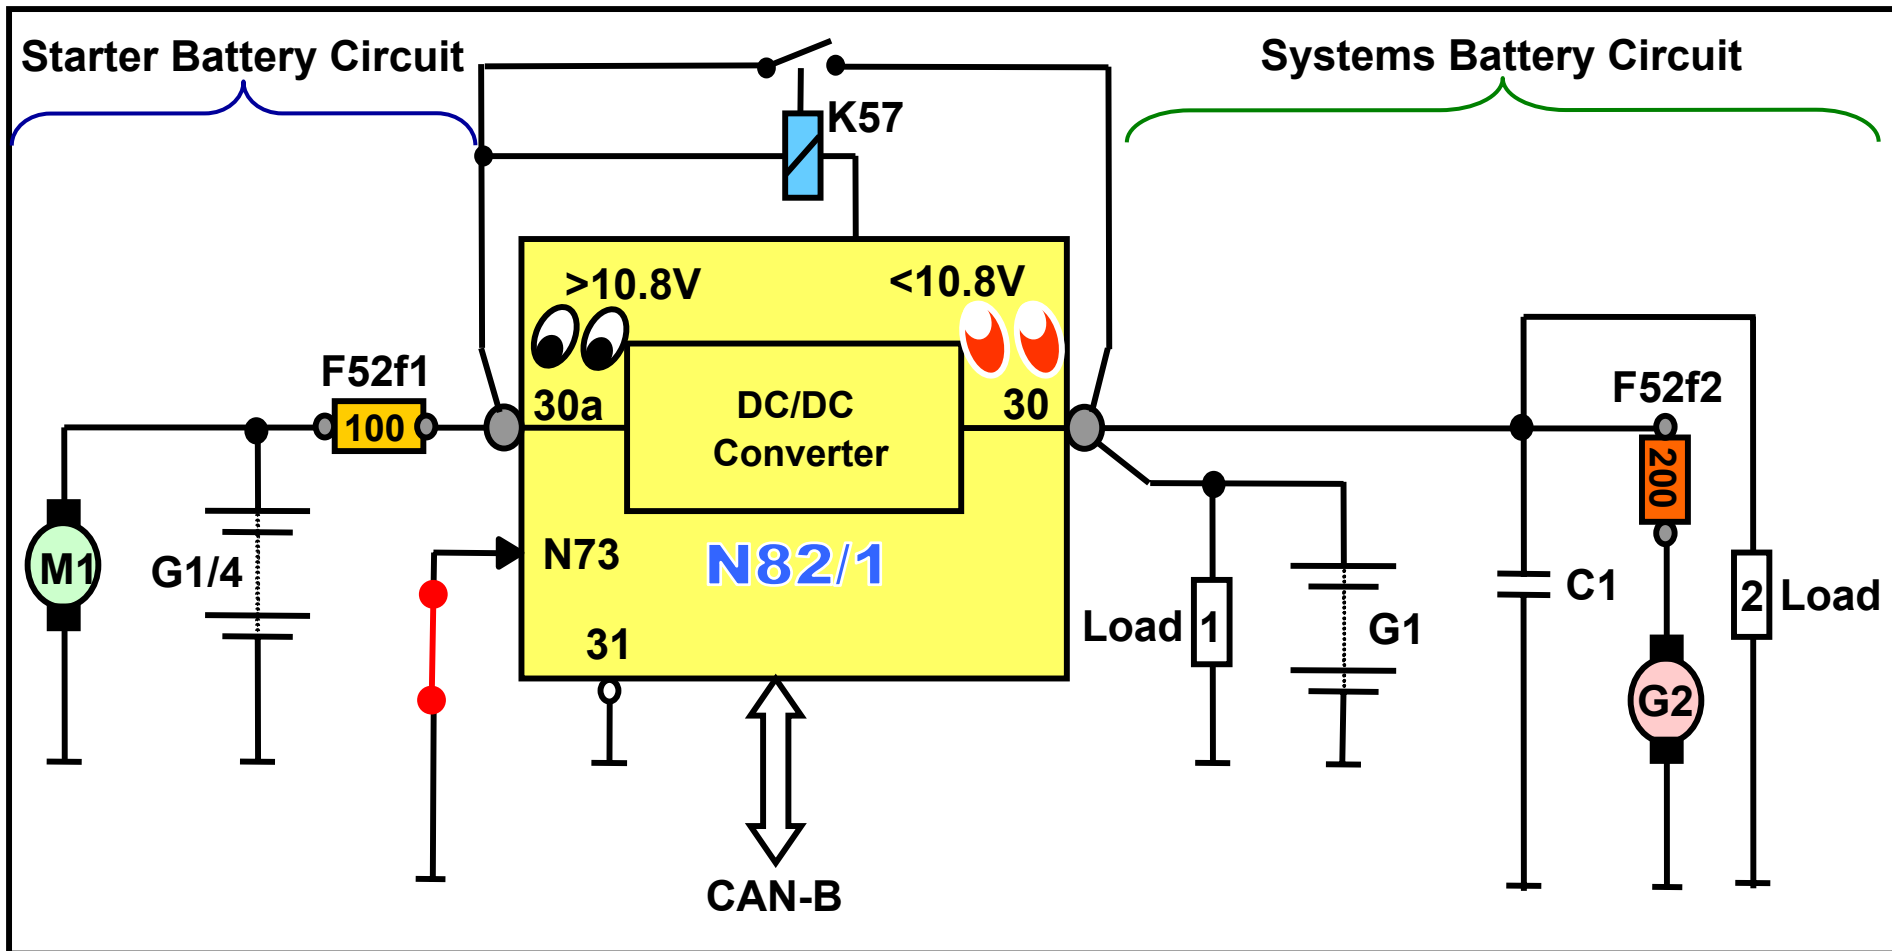 Starter Battery Circuit
Systems Battery Circuit
K57
>10.8V
<10.8V
F52f1
100
30a
DC/DC
Converter
30
F52f2
200
M1
G1/4
N73
N82/1
31
Load 1
G1
C1
2 Load
G2
CAN-B